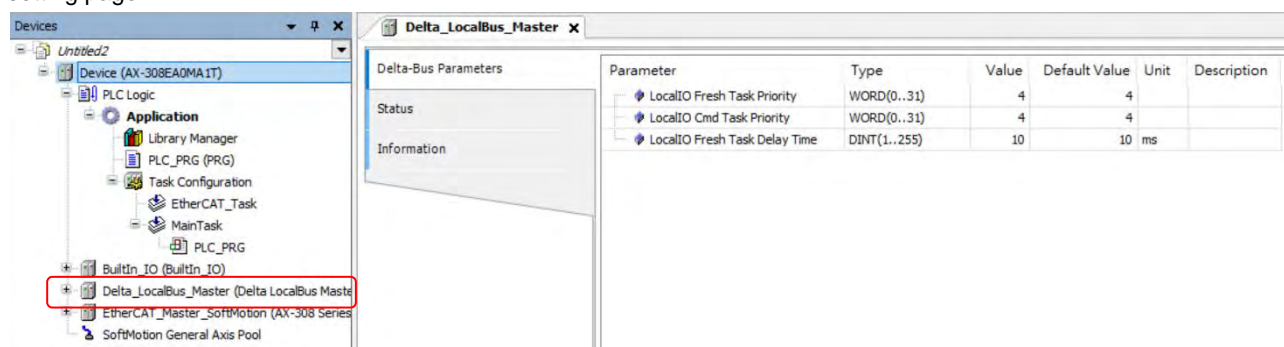 Devices
Untitled2
Device (AX-308EA0MA1T)
PLC Logic
Application
Library Manager
PLC_PRG (PRG)
Task Configuration
EtherCAT_Task
MainTask
PLC_PRG
BuiltIn_IO (BuiltIn_IO)
Delta_LocalBus_Master (Delta LocalBus Maste
EtherCAT_Master_SoftMotion (AX-308 Series
SoftMotion General Axis Pool
Delta_LocalBus_Master
Delta-Bus Parameters
Status
Information
Parameter Type Value Default Value Unit Description
LocalIO Fresh Task Priority WORD(0..31) 4 4
LocalIO Cmd Task Priority WORD(0..31) 4 4
LocalIO Fresh Task Delay Time DINT(1..255) 10 10 ms